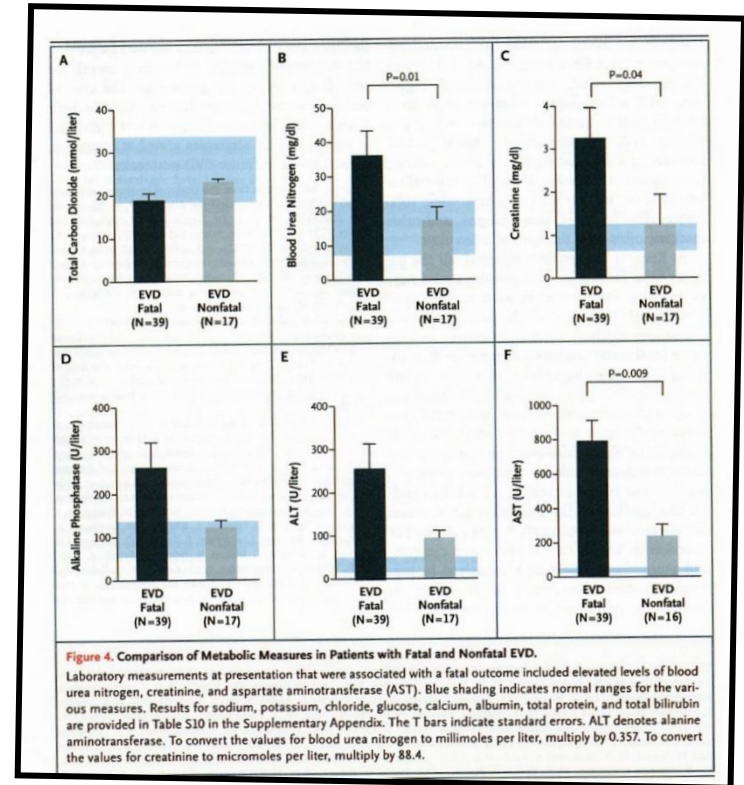 A
Total Carbon Dioxide (mmol/liter)
40
30
20
10
0
EVD
Fatal
(N=39)
EVD
Nonfatal
(N=17)
B
P=0.01
Blood Urea Nitrogen (mg/dl)
50
40
30
20
10
0
EVD
Fatal
(N=39)
EVD
Nonfatal
(N=17)
C
P=0.04
Creatinine (mg/dl)
4
3
2
1
0
EVD
Fatal
(N=39)
EVD
Nonfatal
(N=17)
D
Alkaline Phosphatase (U/liter)
400
300
200
100
0
EVD
Fatal
(N=39)
EVD
Nonfatal
(N=17)
E
ALT (U/liter)
400
300
200
100
0
EVD
Fatal
(N=39)
EVD
Nonfatal
(N=17)
F
P=0.009
AST (U/liter)
1000
800
600
400
200
0
EVD
Fatal
(N=39)
EVD
Nonfatal
(N=16)
Figure 4. Comparison of Metabolic Measures in Patients with Fatal and Nonfatal EVD.
Laboratory measurements at presentation that were associated with a fatal outcome included elevated levels of blood
urea nitrogen, creatinine, and aspartate aminotransferase (AST). Blue shading indicates normal ranges for the vari-
ous measures. Results for sodium, potassium, chloride, glucose, calcium, albumin, total protein, and total bilirubin
are provided in Table S10 in the Supplementary Appendix. The T bars indicate standard errors. ALT denotes alanine
aminotransferase. To convert the values for blood urea nitrogen to millimoles per liter, multiply by 0.357. To convert
the values for creatinine to micromoles per liter, multiply by 88.4.